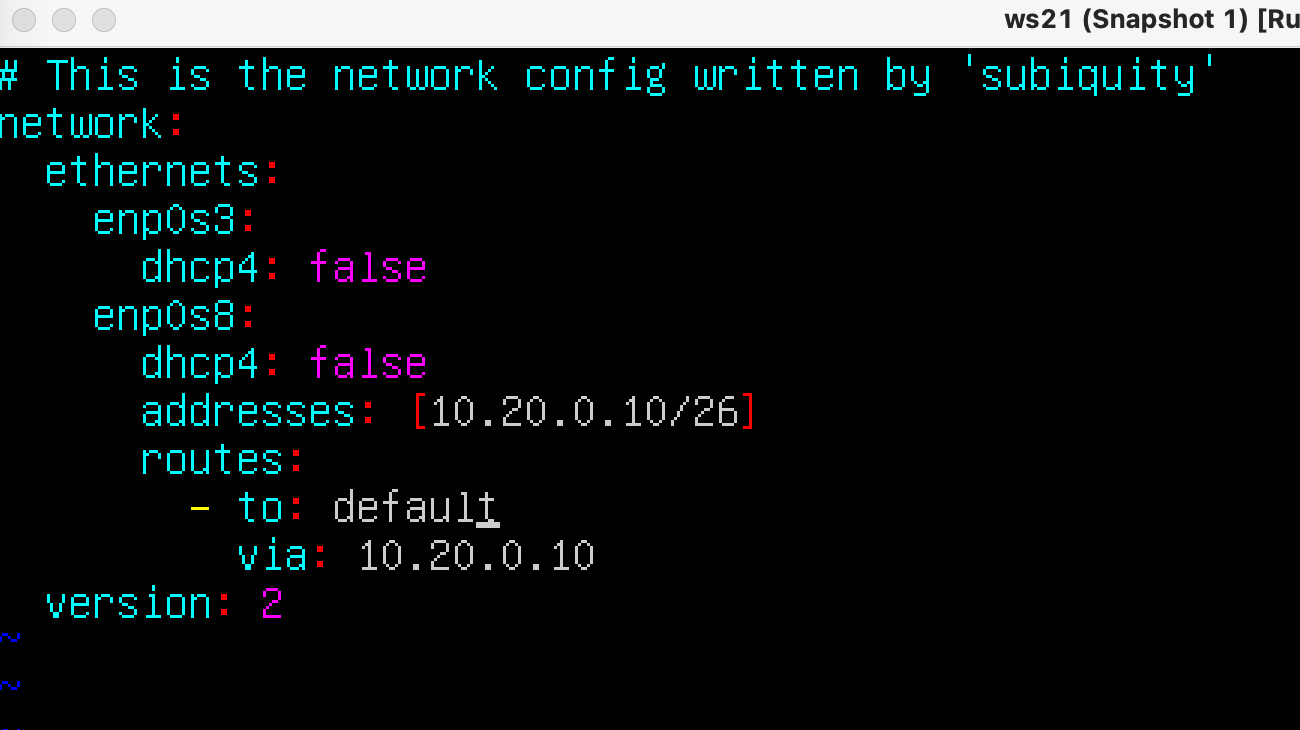 ws21 (Snapshot 1) [Ru
# This is the network config written by 'subiquity'
network:
  ethernets:
    enp0s3:
      dhcp4: false
    enp0s8:
      dhcp4: false
      addresses: [10.20.0.10/26]
      routes:
        - to: default
          via: 10.20.0.10
  version: 2
~
~